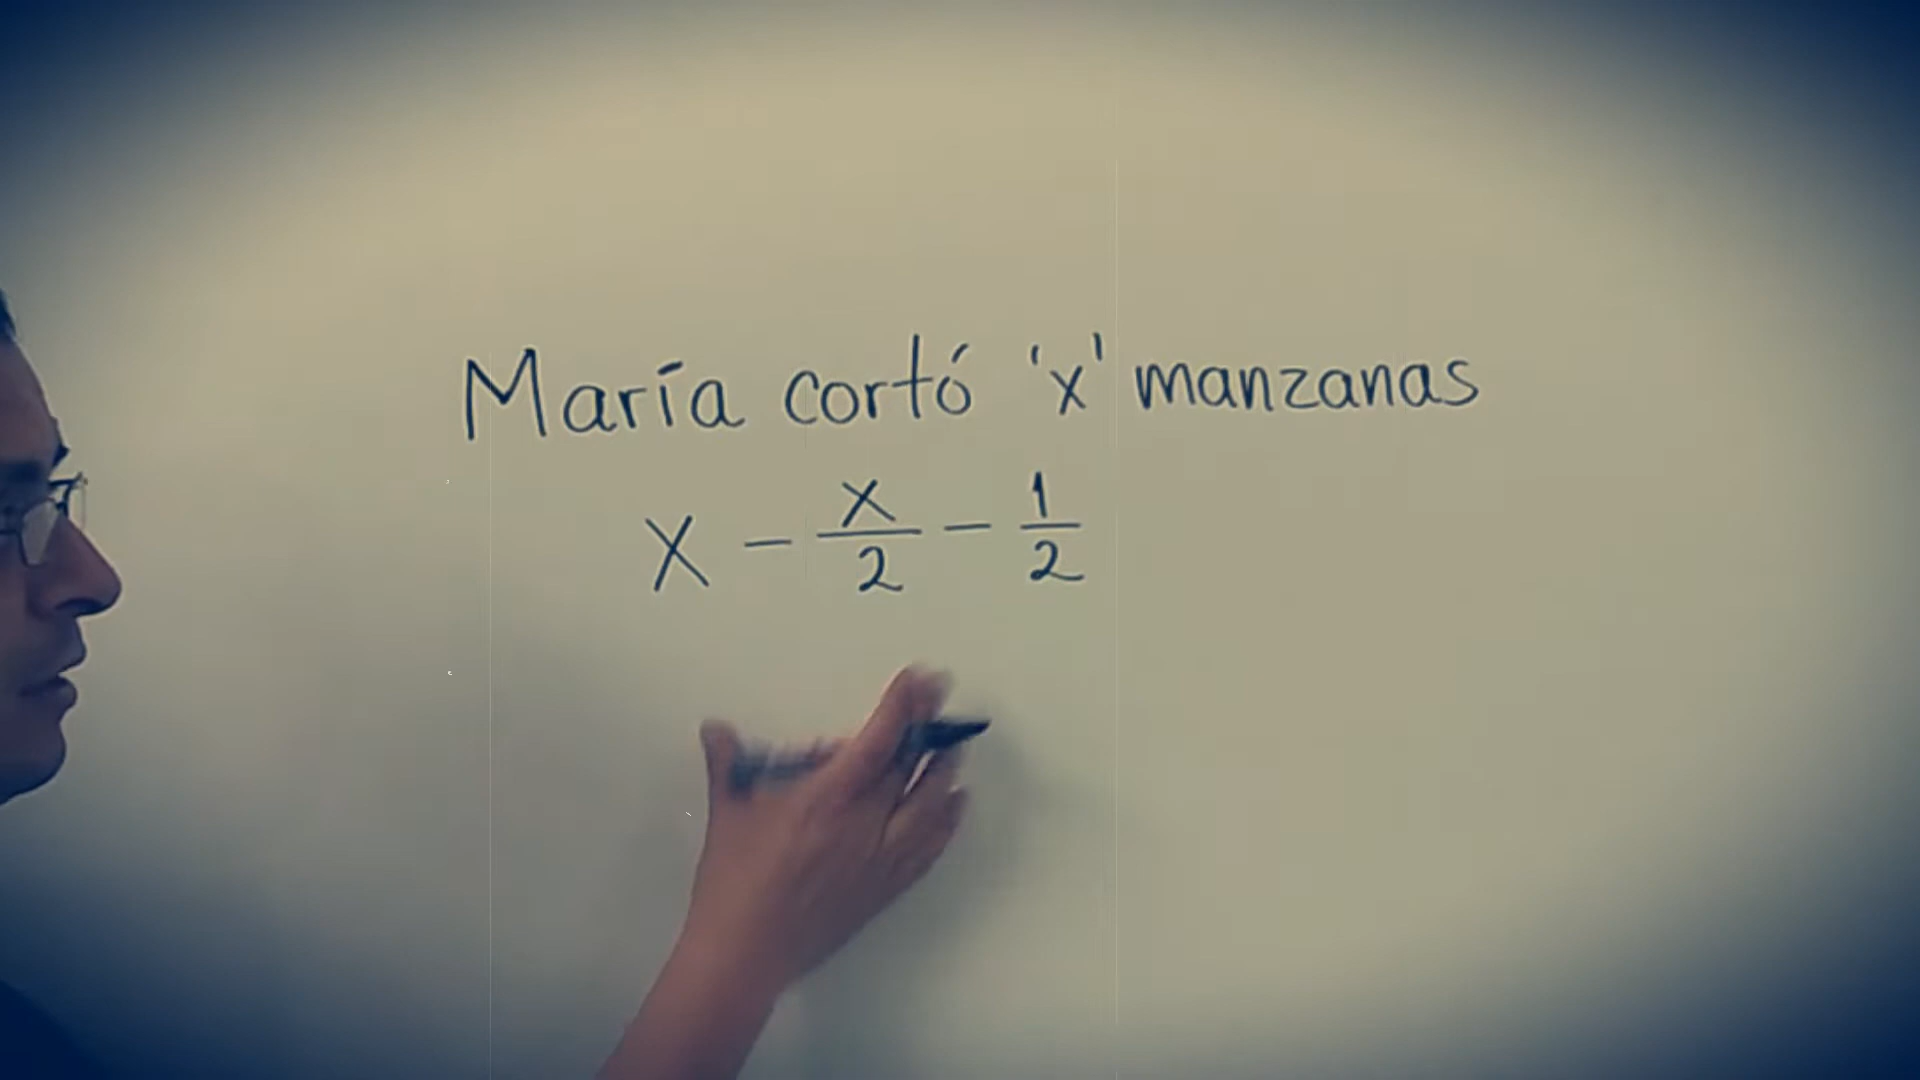 María cortó 'x' manzanas
x - x/2 - 1/2